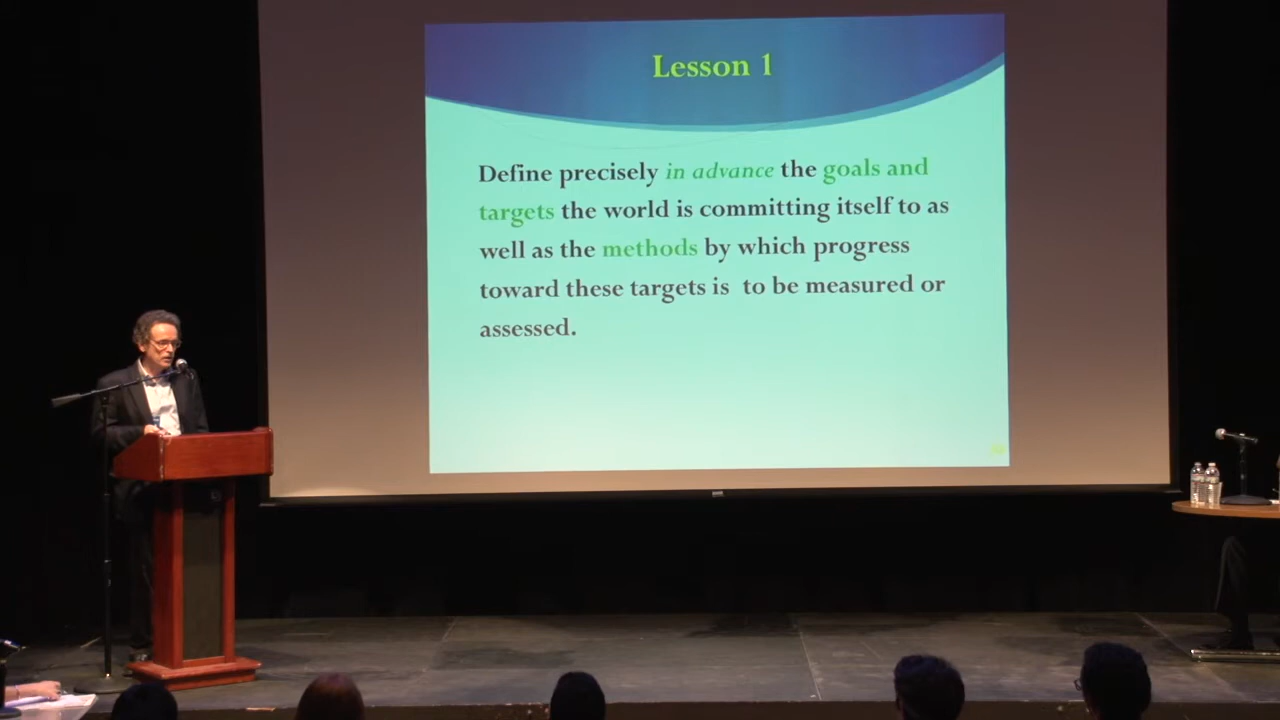 Lesson 1
Define precisely in advance the goals and
targets the world is committing itself to as
well as the methods by which progress
toward these targets is  to be measured or
assessed.